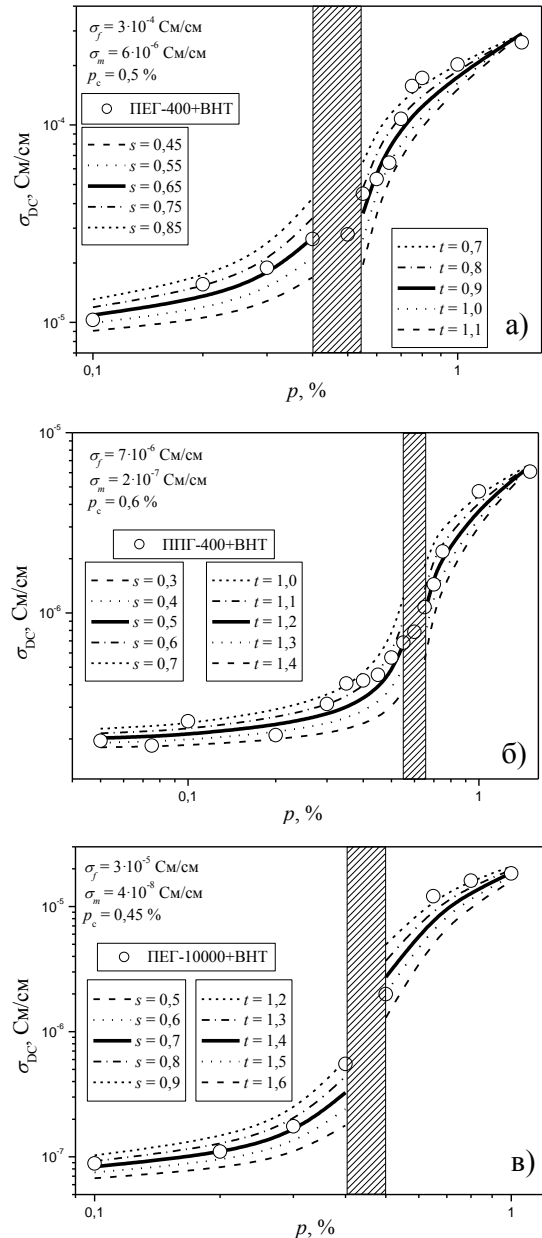 σf = 3·10⁻⁴ См/см
σm = 6·10⁻⁶ См/см
pc = 0,5 %
ПЕГ-400+ВНТ
s = 0,45
s = 0,55
s = 0,65
s = 0,75
s = 0,85
t = 0,7
t = 0,8
t = 0,9
t = 1,0
t = 1,1
а)
10⁻⁴
10⁻⁵
σDC, См/см
0,1
1
p, %
10⁻⁵
σf = 7·10⁻⁶ См/см
σm = 2·10⁻⁷ См/см
pc = 0,6 %
ППГ-400+ВНТ
s = 0,3
s = 0,4
s = 0,5
s = 0,6
s = 0,7
t = 1,0
t = 1,1
t = 1,2
t = 1,3
t = 1,4
б)
10⁻⁶
σDC, См/см
0,1
1
p, %
σf = 3·10⁻⁵ См/см
σm = 4·10⁻⁸ См/см
pc = 0,45 %
ПЕГ-10000+ВНТ
s = 0,5
s = 0,6
s = 0,7
s = 0,8
s = 0,9
t = 1,2
t = 1,3
t = 1,4
t = 1,5
t = 1,6
в)
10⁻⁵
10⁻⁶
10⁻⁷
σDC, См/см
0,1
1
p, %